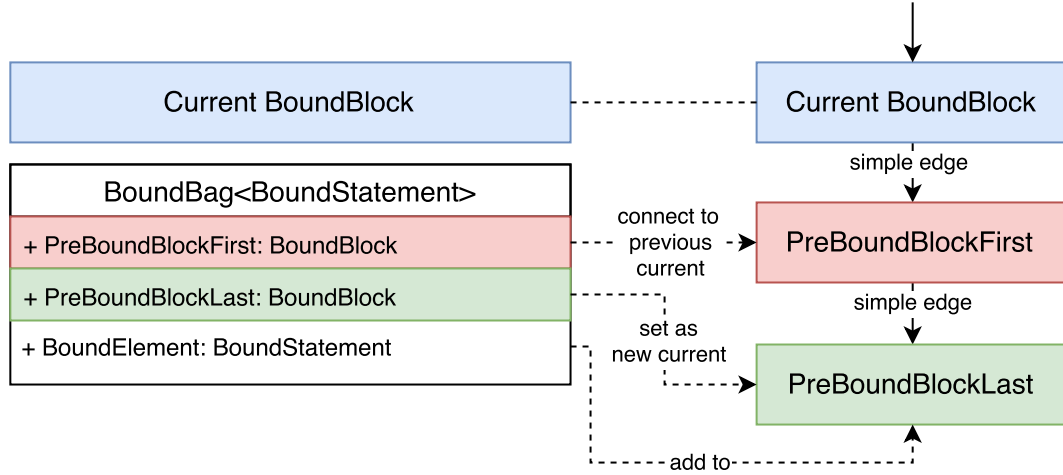 Current BoundBlock
Current BoundBlock
simple edge
BoundBag<BoundStatement>
+ PreBoundBlockFirst: BoundBlock
connect to
previous
current
PreBoundBlockFirst
+ PreBoundBlockLast: BoundBlock
simple edge
+ BoundElement: BoundStatement
set as
new current
PreBoundBlockLast
add to